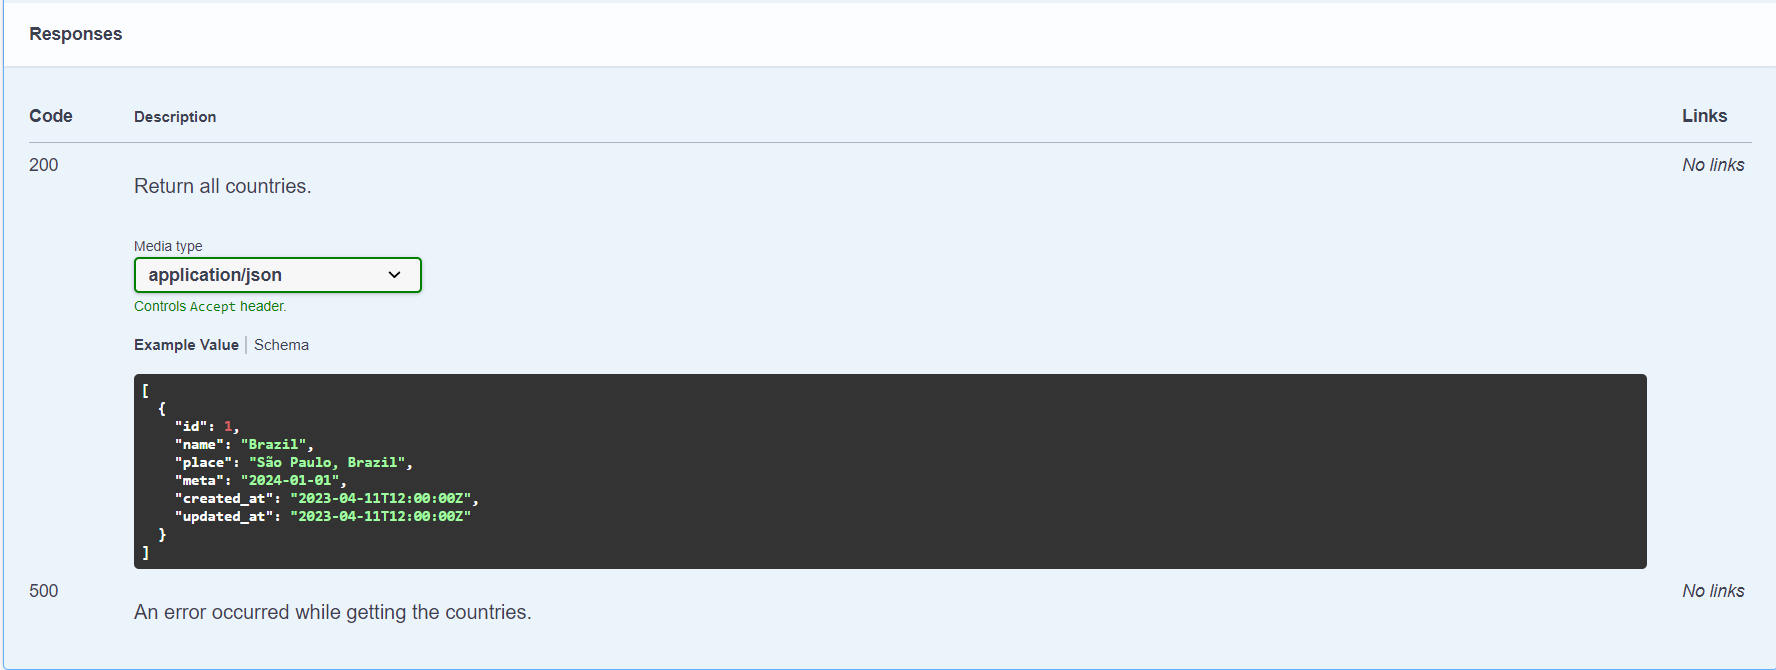 Responses
Code Description Links
200 No links
Return all countries.
Media type
application/json
Controls Accept header.
Example Value | Schema
[
  {
    "id": 1,
    "name": "Brazil",
    "place": "São Paulo, Brazil",
    "meta": "2024-01-01",
    "created_at": "2023-04-11T12:00:00Z",
    "updated_at": "2023-04-11T12:00:00Z"
  }
]
500 No links
An error occurred while getting the countries.